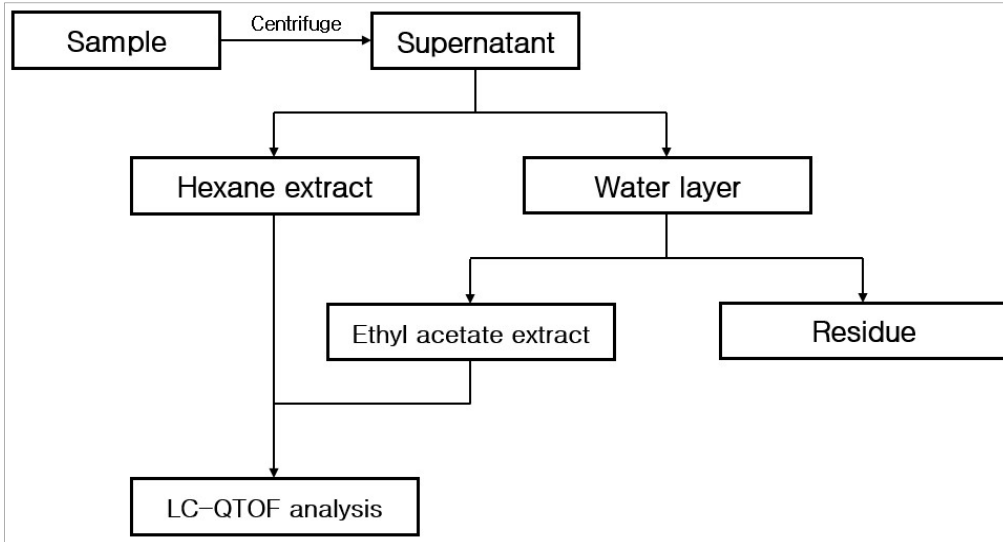 Sample
Centrifuge
Supernatant
Hexane extract
Water layer
Ethyl acetate extract
Residue
LC-QTOF analysis